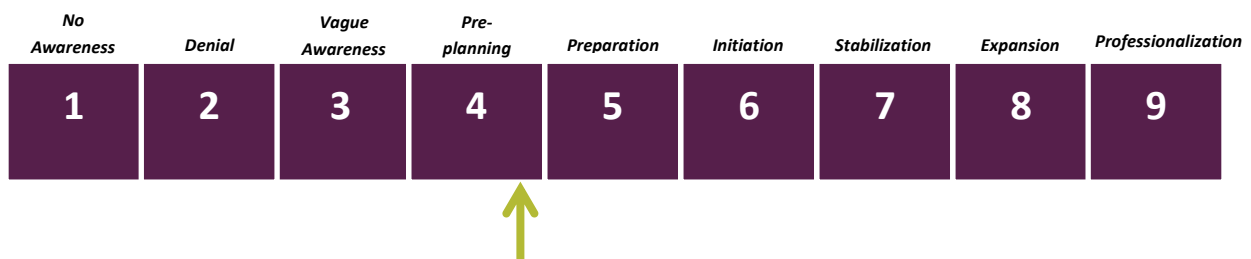 No
Awareness
Denial
Vague
Awareness
Pre-
planning
Preparation
Initiation
Stabilization
Expansion
Professionalization
1
2
3
4
5
6
7
8
9